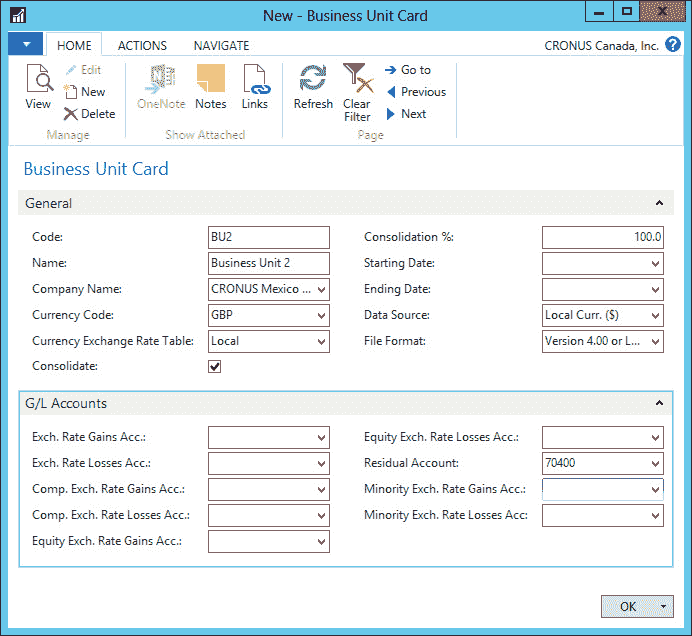 New - Business Unit Card
HOME ACTIONS NAVIGATE CRONUS Canada, Inc. ?
View Edit New Delete OneNote Notes Links Refresh Clear Filter Go to Previous Next
Manage Show Attached Page
Business Unit Card
General
Code: BU2 Consolidation %: 100.0
Name: Business Unit 2 Starting Date:
Company Name: CRONUS Mexico ... Ending Date:
Currency Code: GBP Data Source: Local Curr. ($)
Currency Exchange Rate Table: Local File Format: Version 4.00 or L...
Consolidate:
G/L Accounts
Exch. Rate Gains Acc.: Equity Exch. Rate Losses Acc.:
Exch. Rate Losses Acc.: Residual Account: 70400
Comp. Exch. Rate Gains Acc.: Minority Exch. Rate Gains Acc.:
Comp. Exch. Rate Losses Acc.: Minority Exch. Rate Losses Acc:
Equity Exch. Rate Gains Acc.:
OK